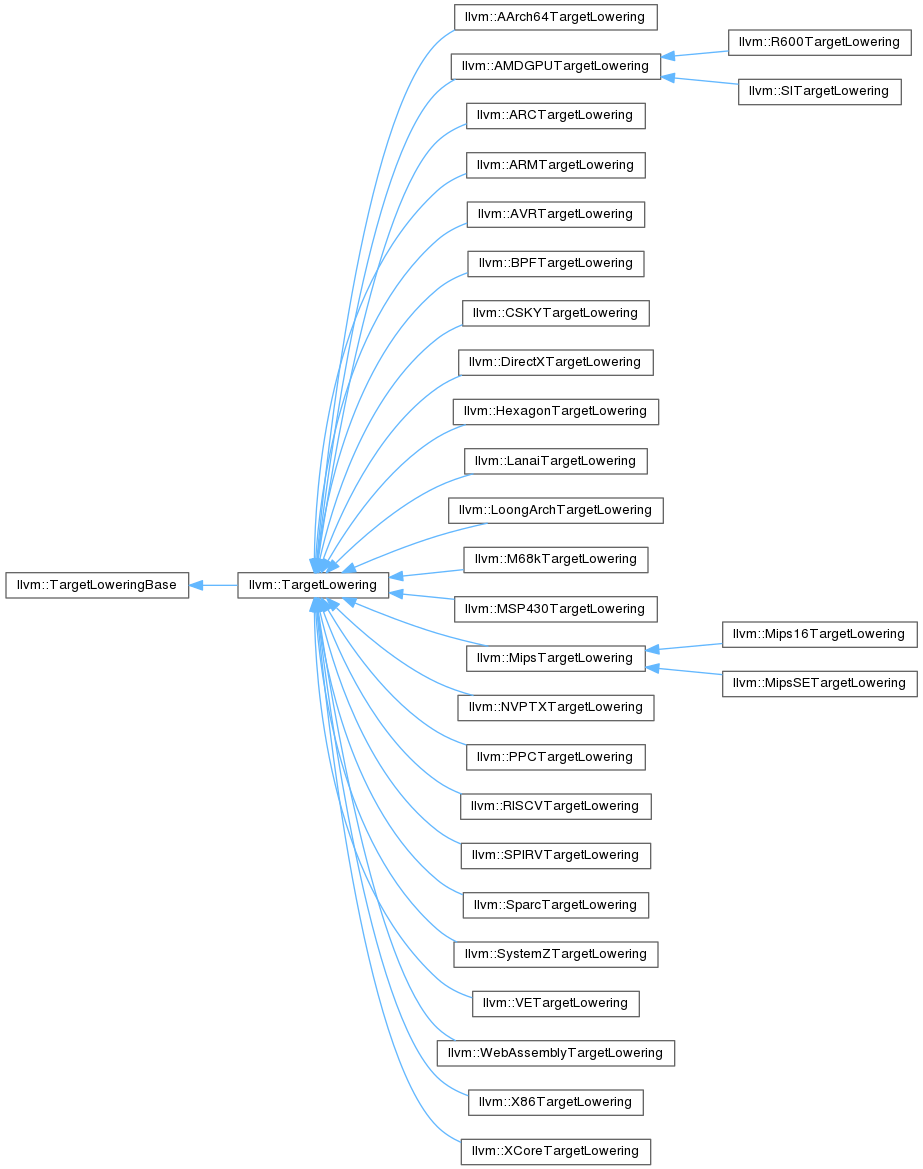 llvm::TargetLoweringBase
llvm::TargetLowering
llvm::AArch64TargetLowering
llvm::AMDGPUTargetLowering
llvm::R600TargetLowering
llvm::SITargetLowering
llvm::ARCTargetLowering
llvm::ARMTargetLowering
llvm::AVRTargetLowering
llvm::BPFTargetLowering
llvm::CSKYTargetLowering
llvm::DirectXTargetLowering
llvm::HexagonTargetLowering
llvm::LanaiTargetLowering
llvm::LoongArchTargetLowering
llvm::M68kTargetLowering
llvm::MSP430TargetLowering
llvm::MipsTargetLowering
llvm::Mips16TargetLowering
llvm::MipsSETargetLowering
llvm::NVPTXTargetLowering
llvm::PPCTargetLowering
llvm::RISCVTargetLowering
llvm::SPIRVTargetLowering
llvm::SparcTargetLowering
llvm::SystemZTargetLowering
llvm::VETargetLowering
llvm::WebAssemblyTargetLowering
llvm::X86TargetLowering
llvm::XCoreTargetLowering